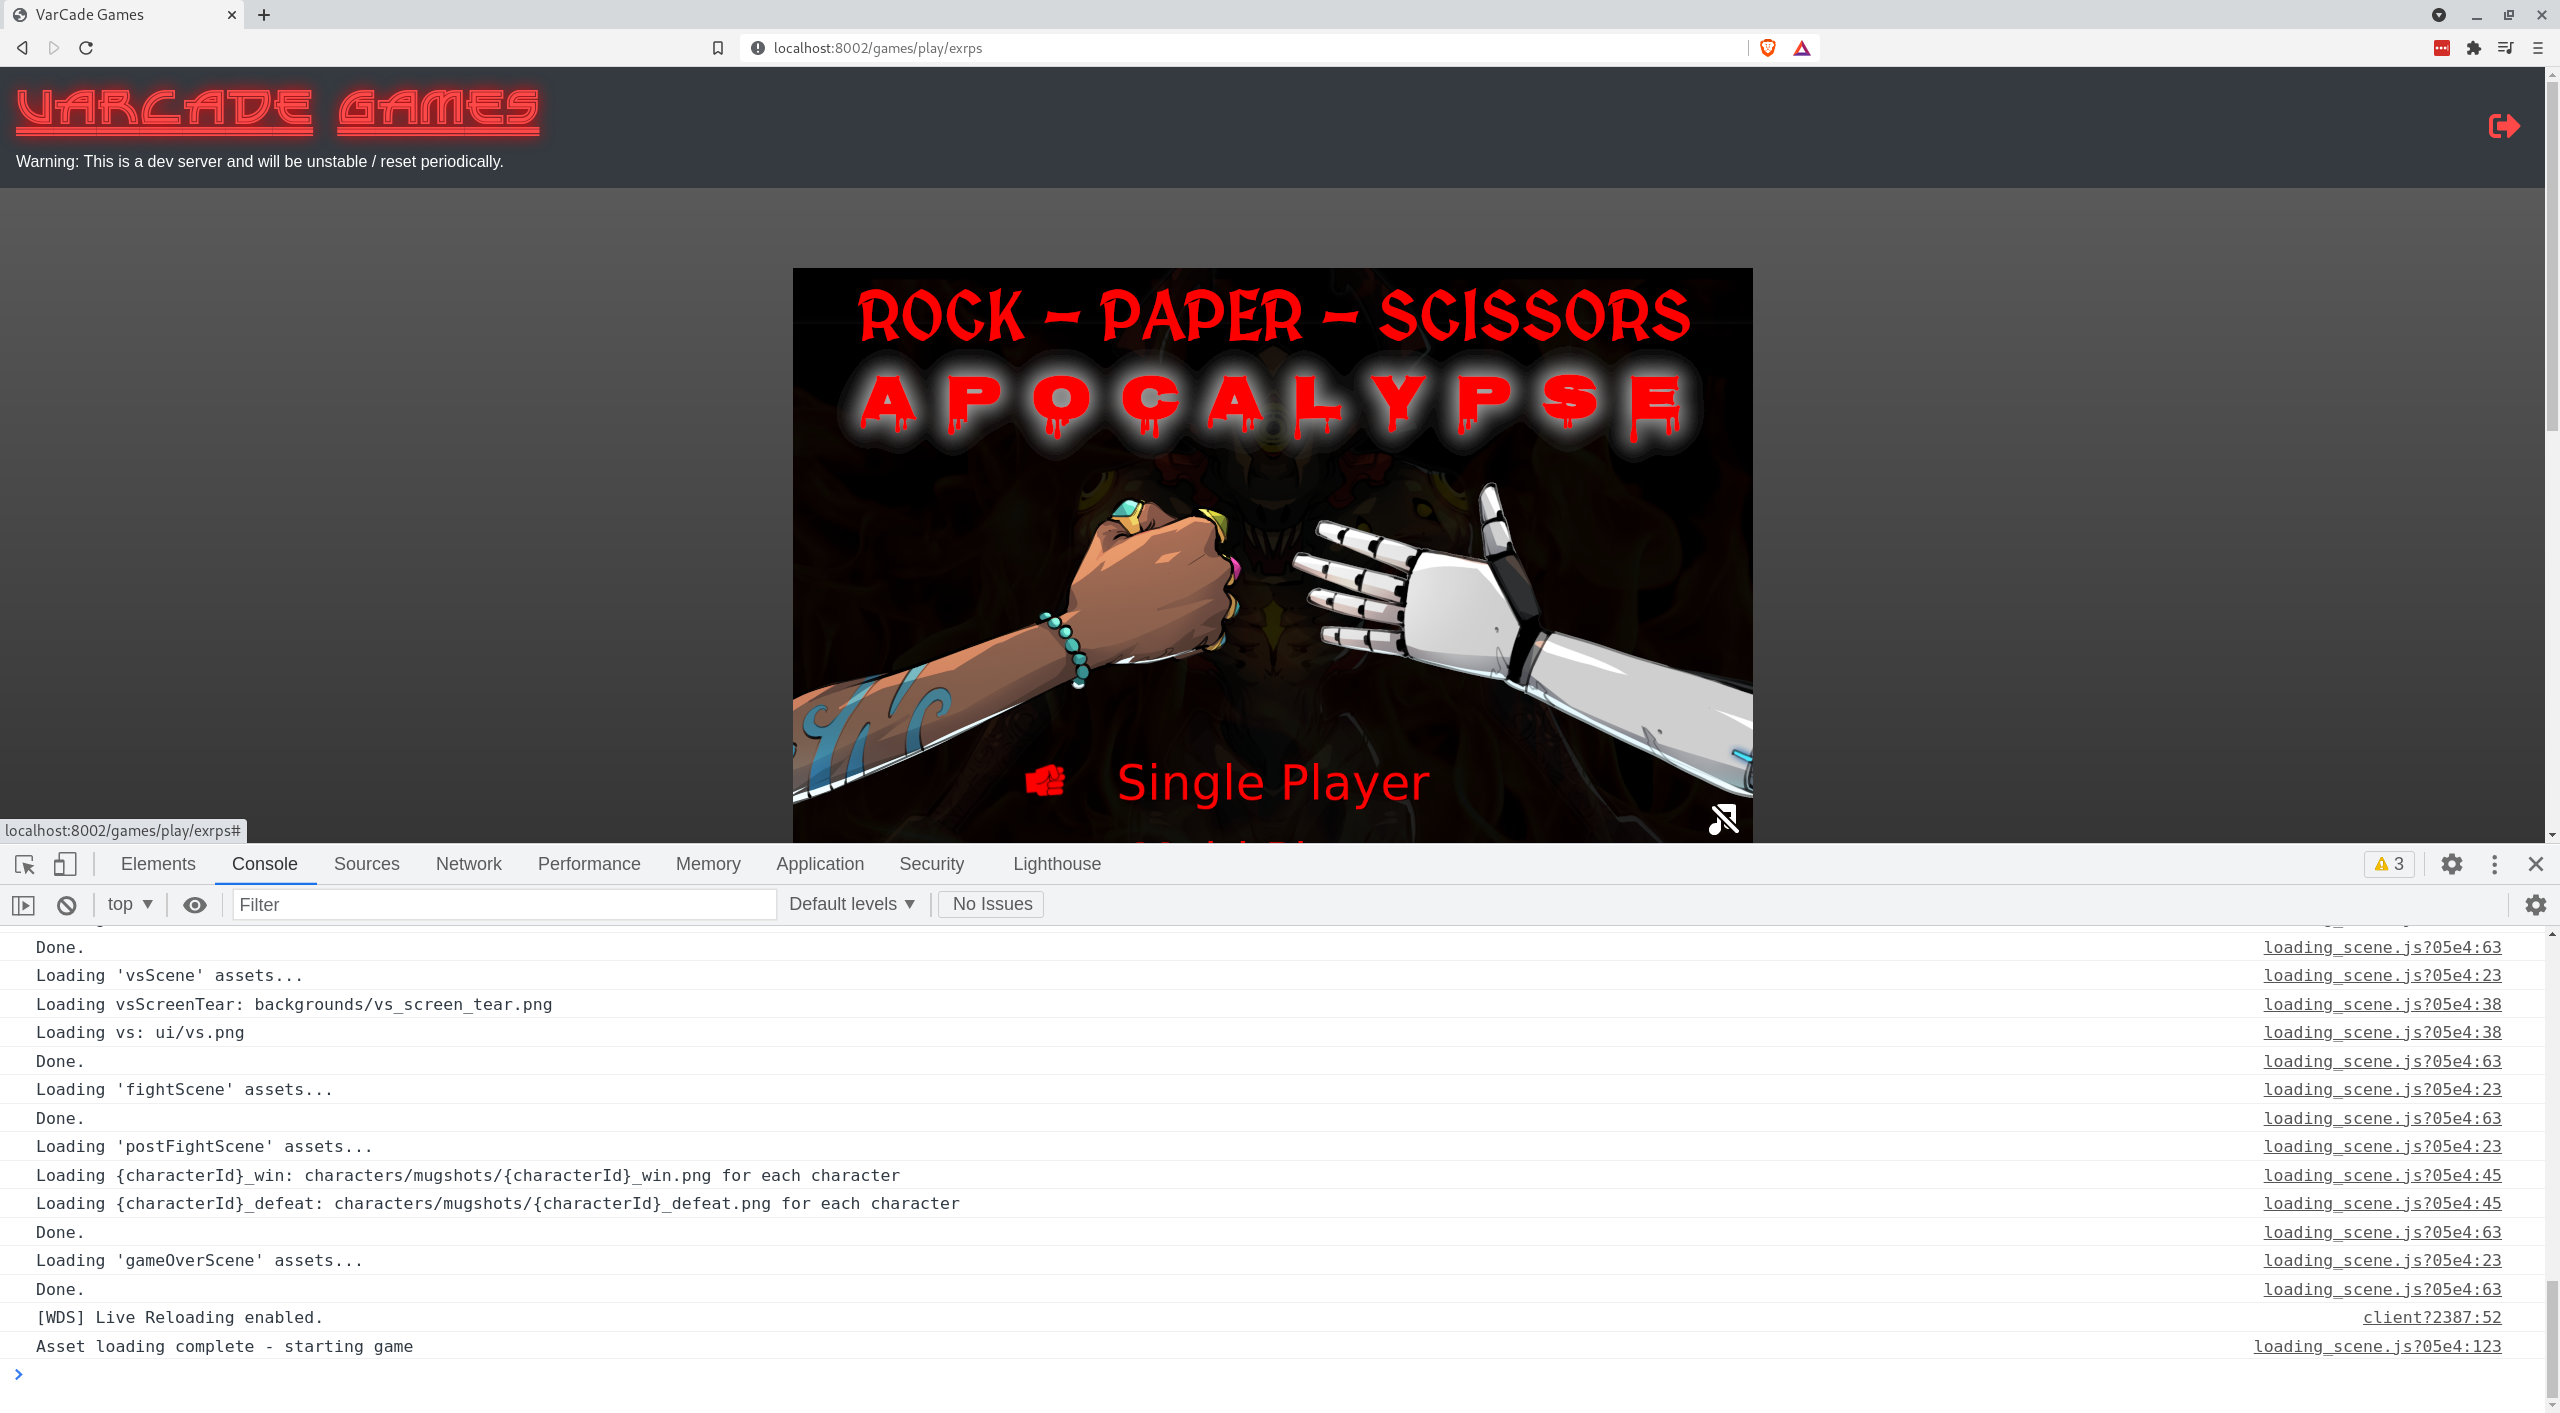 VarCade Games
localhost:8002/games/play/exrps
VARCADE GAMES
Warning: This is a dev server and will be unstable / reset periodically.
ROCK - PAPER - SCISSORS
APOCALYPSE
Single Player
localhost:8002/games/play/exrps#
Elements Console Sources Network Performance Memory Application Security Lighthouse 3
top Filter Default levels No Issues
Done. loading_scene.js?05e4:63
Loading 'vsScene' assets... loading_scene.js?05e4:23
Loading vsScreenTear: backgrounds/vs_screen_tear.png loading_scene.js?05e4:38
Loading vs: ui/vs.png loading_scene.js?05e4:38
Done. loading_scene.js?05e4:63
Loading 'fightScene' assets... loading_scene.js?05e4:23
Done. loading_scene.js?05e4:63
Loading 'postFightScene' assets... loading_scene.js?05e4:23
Loading {characterId}_win: characters/mugshots/{characterId}_win.png for each character loading_scene.js?05e4:45
Loading {characterId}_defeat: characters/mugshots/{characterId}_defeat.png for each character loading_scene.js?05e4:45
Done. loading_scene.js?05e4:63
Loading 'gameOverScene' assets... loading_scene.js?05e4:23
Done. loading_scene.js?05e4:63
[WDS] Live Reloading enabled. client?2387:52
Asset loading complete - starting game loading_scene.js?05e4:123